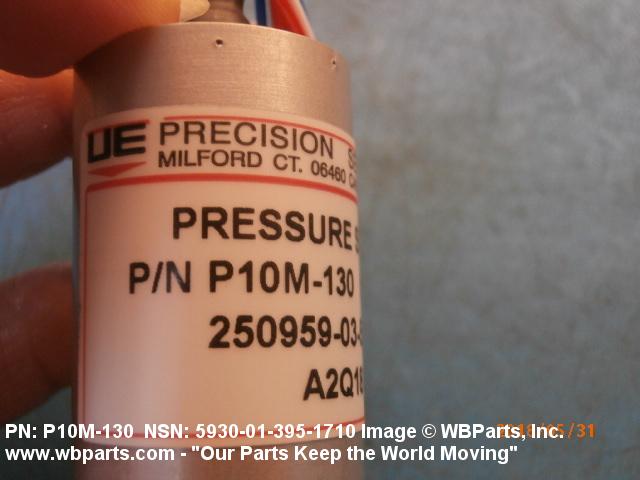 UE PRECISION
MILFORD CT. 06460
PRESSURE
P/N P10M-130
250959-03-
A2Q18
PN: P10M-130 NSN: 5930-01-395-1710 Image © WBParts, Inc.
www.wbparts.com - "Our Parts Keep the World Moving"